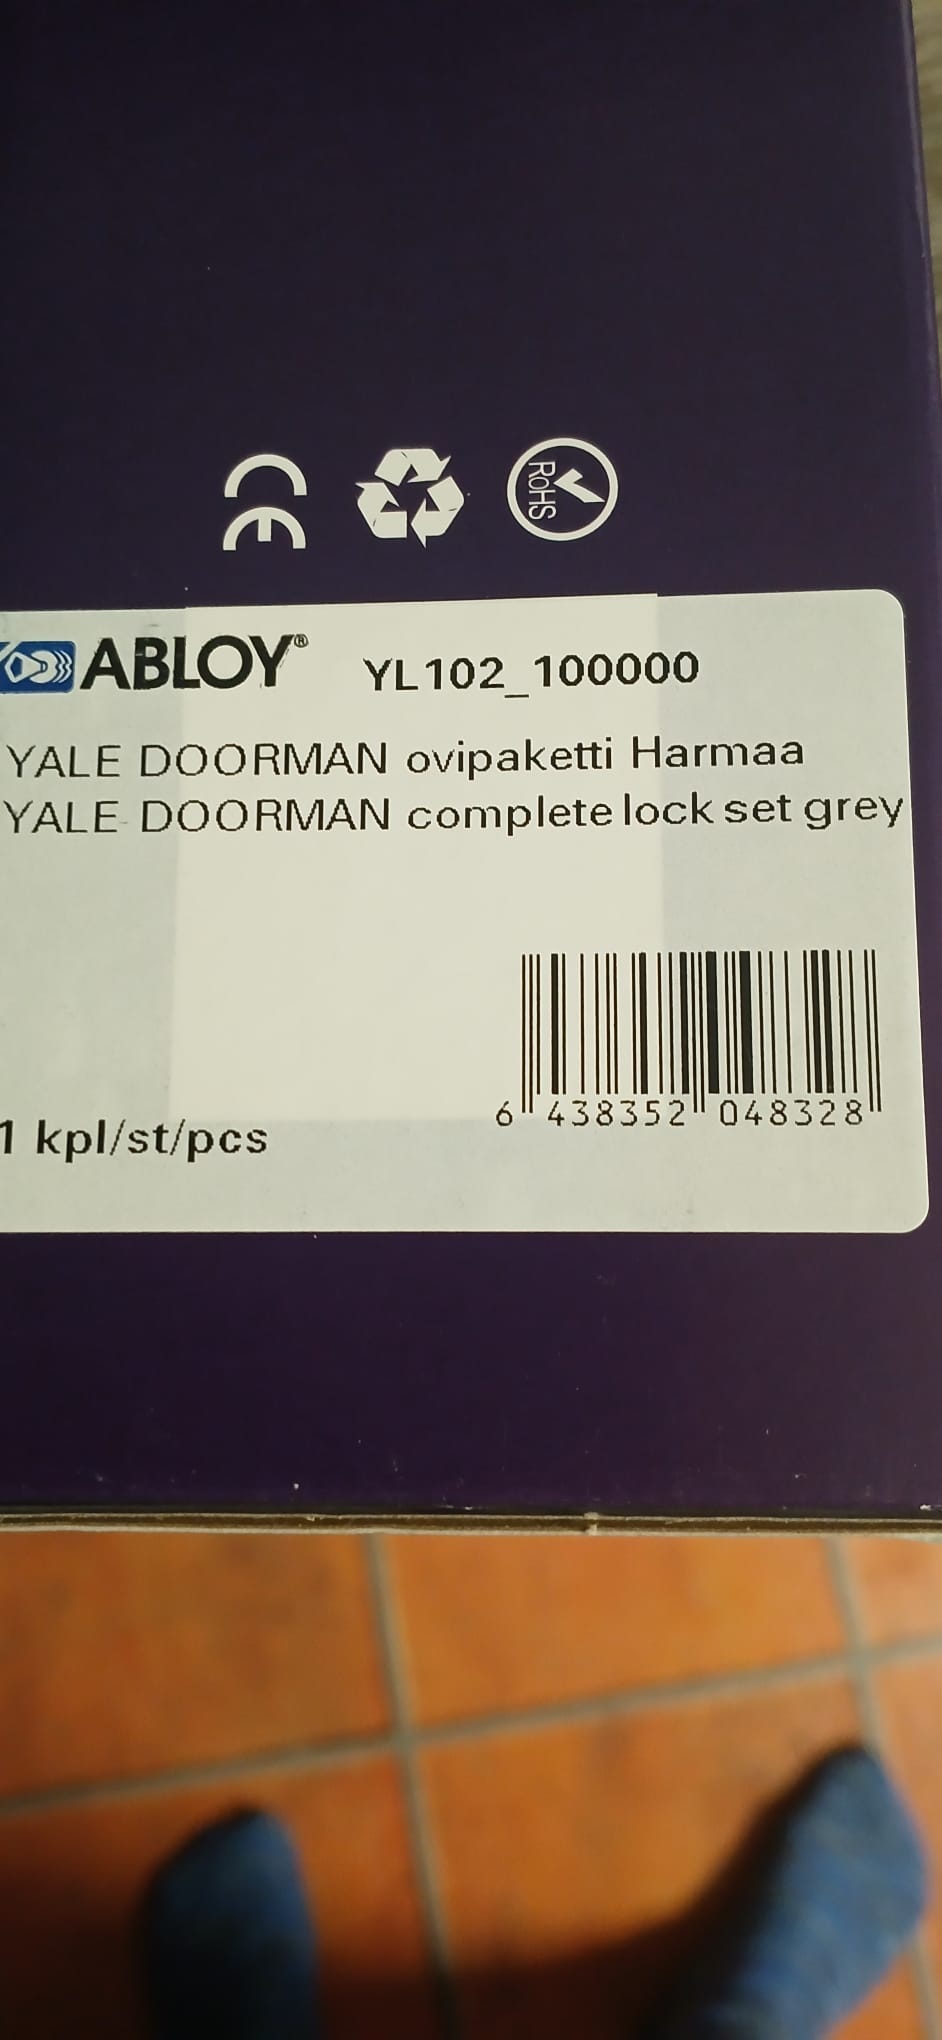 CE
RoHS
ABLOY® YL102_100000
YALE DOORMAN ovipaketti Harmaa
YALE DOORMAN complete lock set grey
6 438352 048328
1 kpl/st/pcs